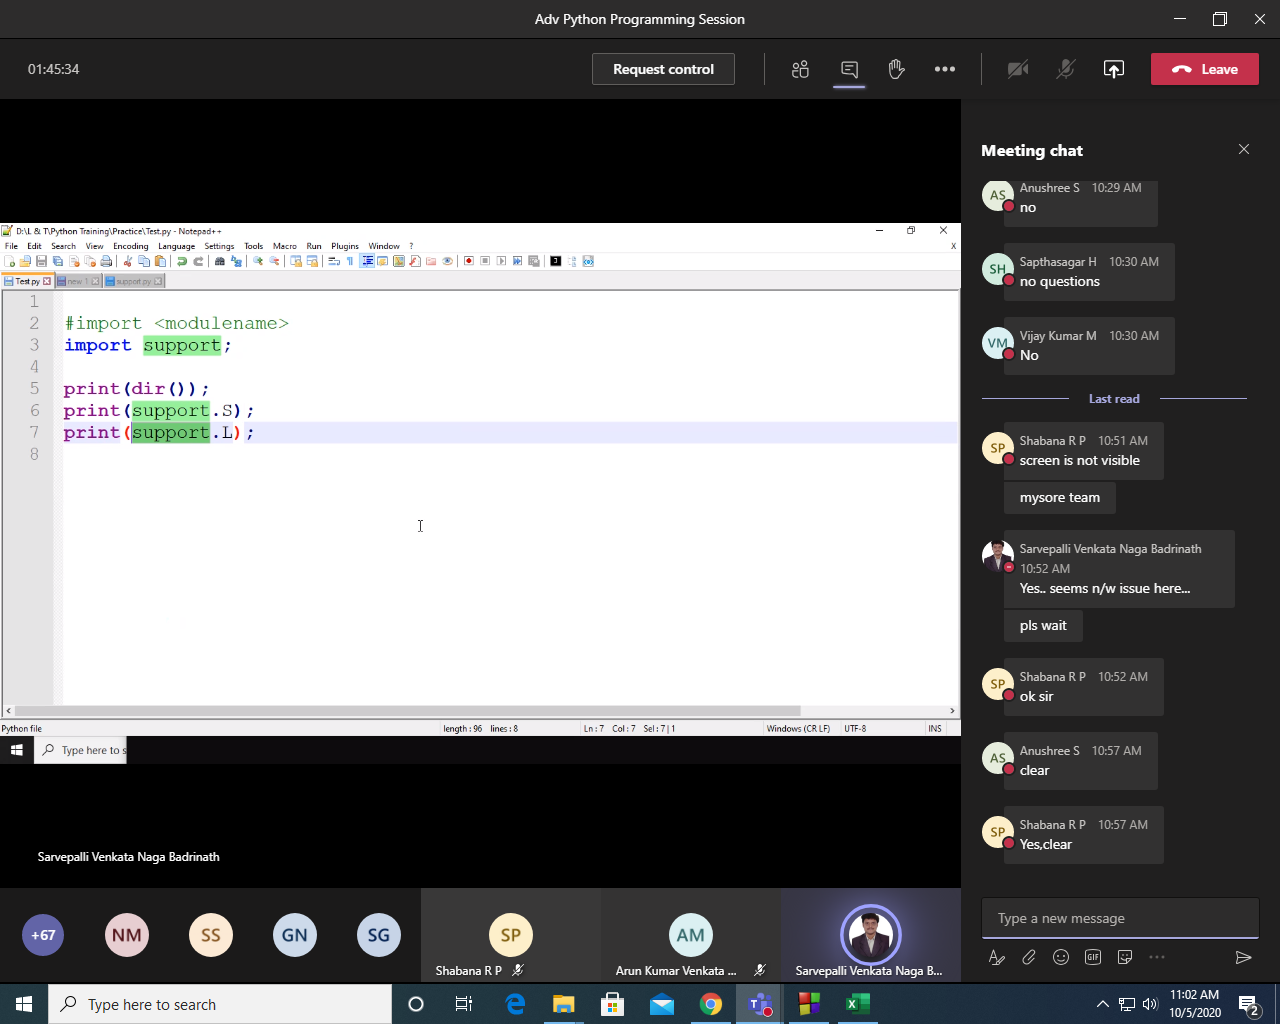 Adv Python Programming Session
01:45:34
Request control
Leave
D:\L & T\Python Training\Practice\Test.py - Notepad++
File Edit Search View Encoding Language Settings Tools Macro Run Plugins Window ?
X
Test.py new 1 support.py
1
2 #import <modulename>
3 import support;
4
5 print(dir());
6 print(support.S);
7 print(support.L);
8
Python file length : 96 lines : 8 Ln : 7 Col : 7 Sel : 7 | 1 Windows (CR LF) UTF-8 INS
Type here to s
Sarvepalli Venkata Naga Badrinath
+67 NM SS GN SG SP AM
Shabana R P Arun Kumar Venkata ... Sarvepalli Venkata Naga B...
Meeting chat
AS Anushree S 10:29 AM
no
SH Sapthasagar H 10:30 AM
no questions
VM Vijay Kumar M 10:30 AM
No
Last read
SP Shabana R P 10:51 AM
screen is not visible
mysore team
Sarvepalli Venkata Naga Badrinath
10:52 AM
Yes.. seems n/w issue here...
pls wait
SP Shabana R P 10:52 AM
ok sir
AS Anushree S 10:57 AM
clear
SP Shabana R P 10:57 AM
Yes,clear
Type a new message
GIF
Type here to search
11:02 AM
10/5/2020
2